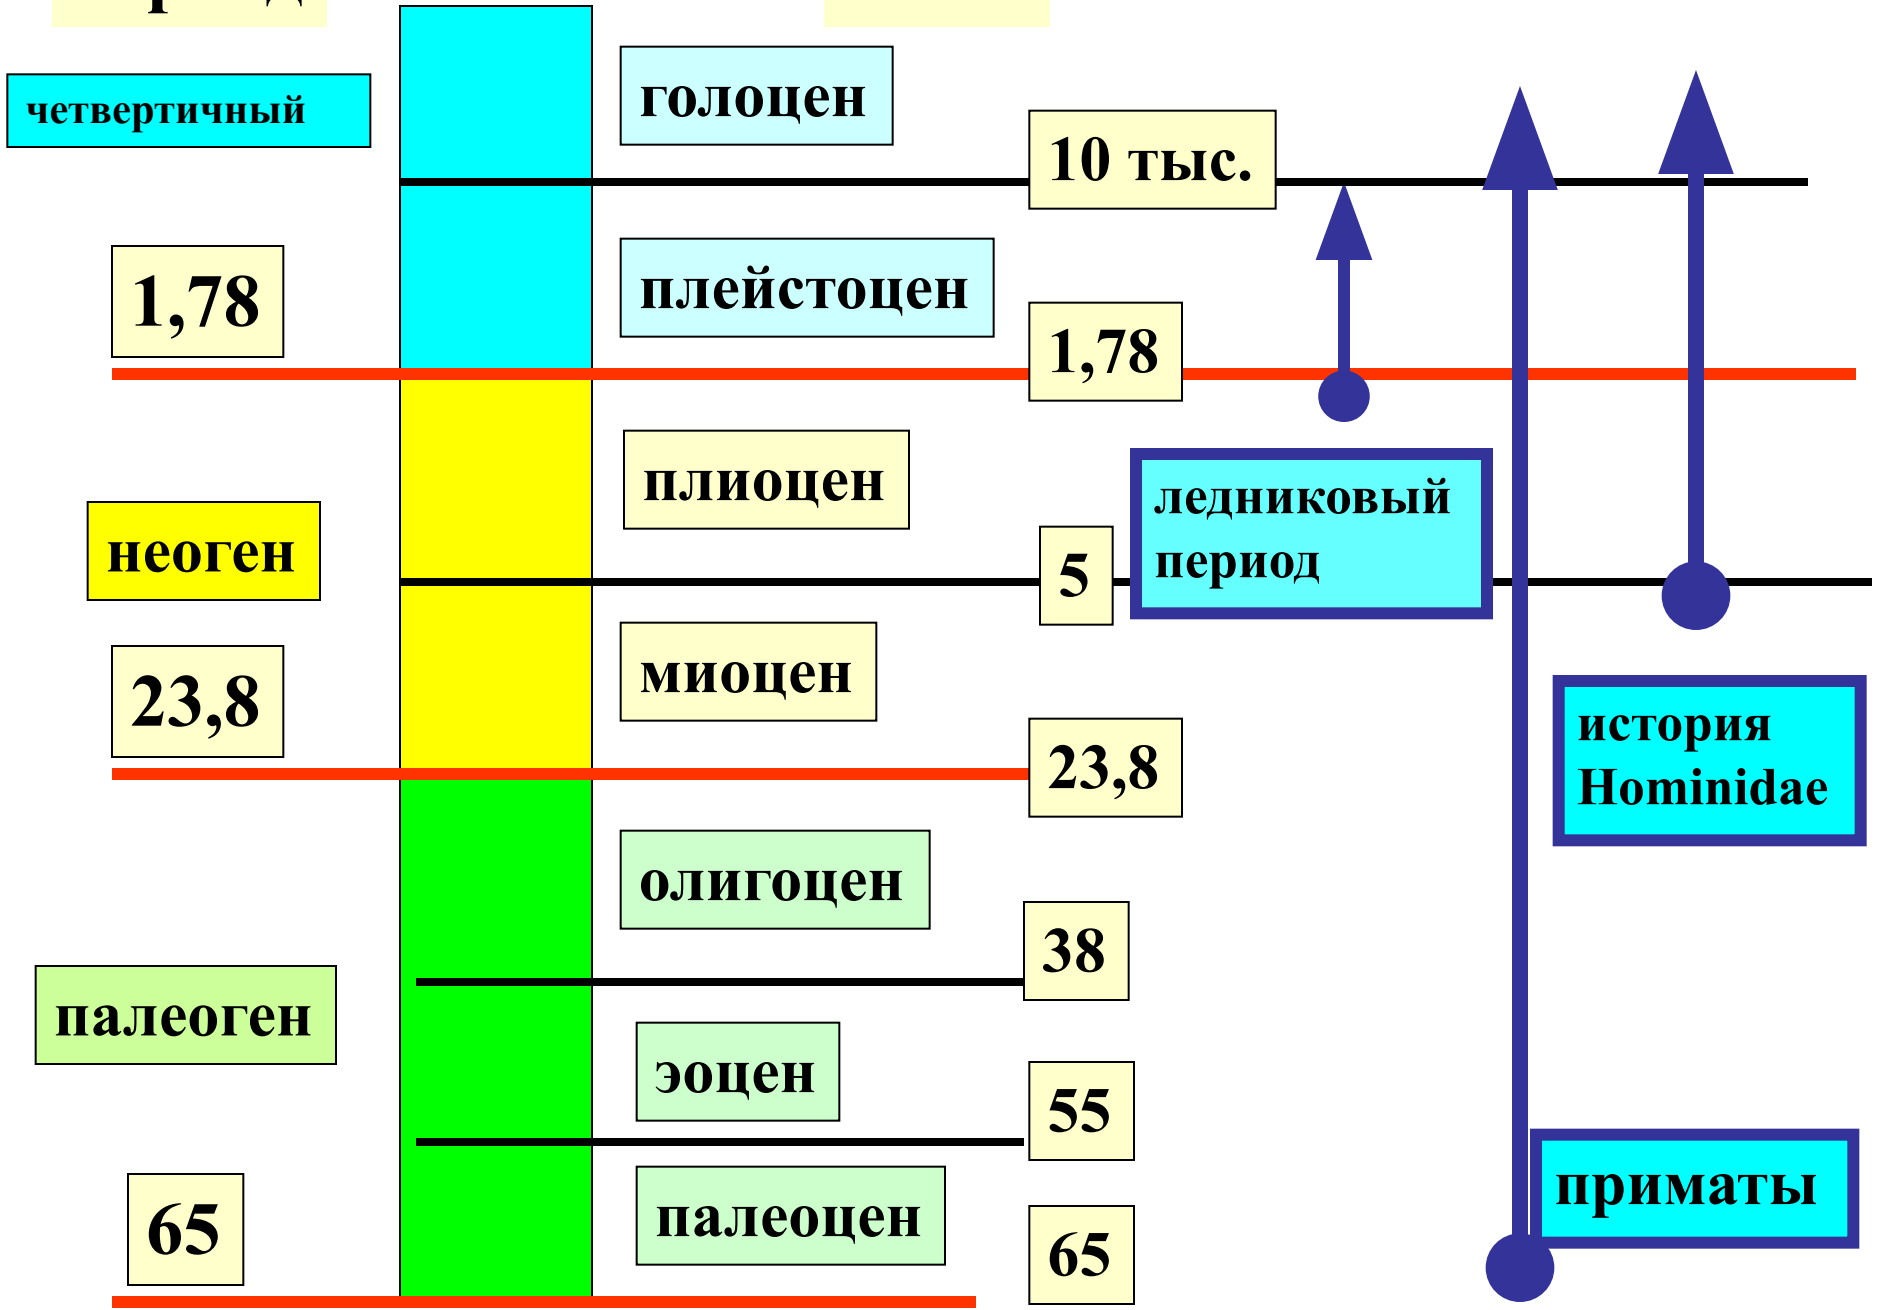 четвертичный
голоцен
10 тыс.
1,78
плейстоцен
1,78
плиоцен
ледниковый
период
неоген
5
миоцен
23,8
23,8
история
Hominidae
олигоцен
38
палеоген
эоцен
55
приматы
65
палеоцен
65